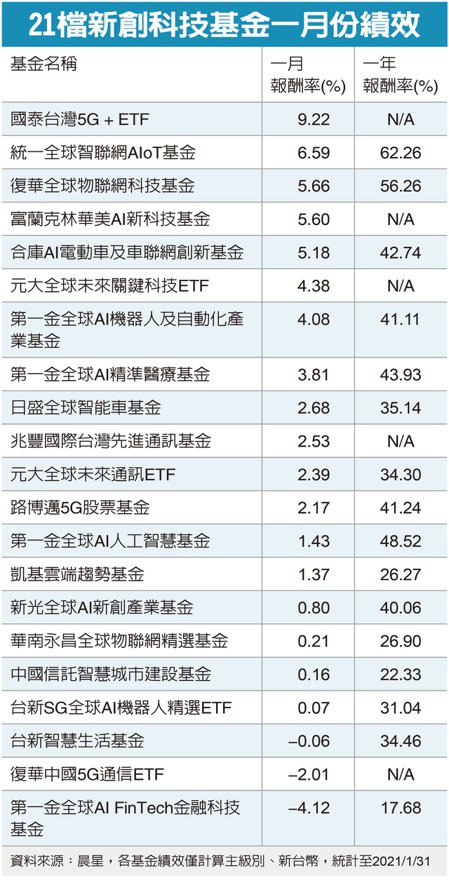 21檔新創科技基金一月份績效
基金名稱 一月 一年
報酬率(%) 報酬率(%)
國泰台灣5G + ETF 9.22 N/A
統一全球智聯網AIoT基金 6.59 62.26
復華全球物聯網科技基金 5.66 56.26
富蘭克林華美AI新科技基金 5.60 N/A
合庫AI電動車及車聯網創新基金 5.18 42.74
元大全球未來關鍵科技ETF 4.38 N/A
第一金全球AI機器人及自動化產 4.08 41.11
業基金
第一金全球AI精準醫療基金 3.81 43.93
日盛全球智能車基金 2.68 35.14
兆豐國際台灣先進通訊基金 2.53 N/A
元大全球未來通訊ETF 2.39 34.30
路博邁5G股票基金 2.17 41.24
第一金全球AI人工智慧基金 1.43 48.52
凱基雲端趨勢基金 1.37 26.27
新光全球AI新創產業基金 0.80 40.06
華南永昌全球物聯網精選基金 0.21 26.90
中國信託智慧城市建設基金 0.16 22.33
台新SG全球AI機器人精選ETF 0.07 31.04
台新智慧生活基金 –0.06 34.46
復華中國5G通信ETF –2.01 N/A
第一金全球AI FinTech金融科技 –4.12 17.68
基金
資料來源：晨星，各基金績效僅計算主級別、新台幣，統計至2021/1/31